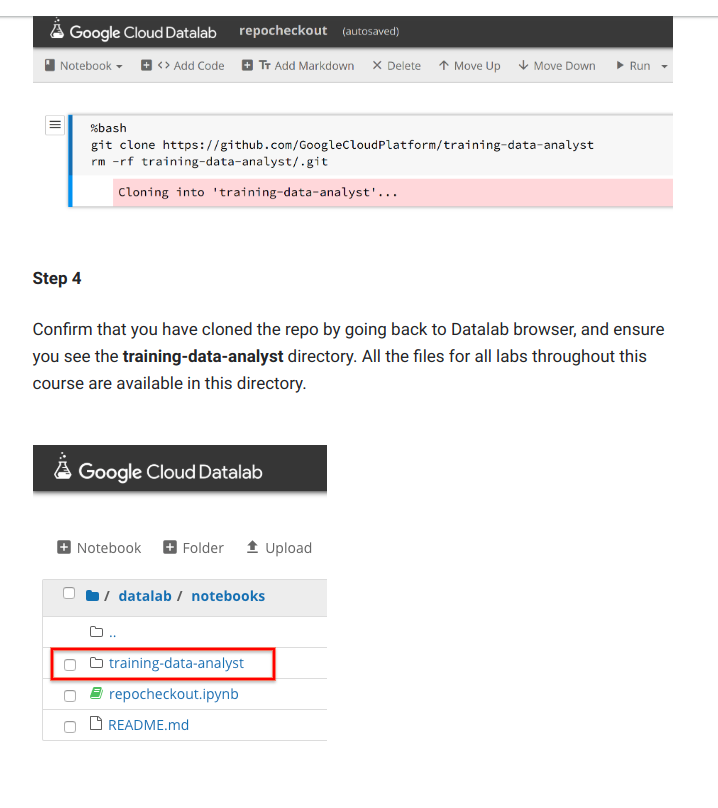 Google Cloud Datalab repocheckout (autosaved)
Notebook + <> Add Code + Tт Add Markdown × Delete ↑ Move Up ↓ Move Down Run
%bash
git clone https://github.com/GoogleCloudPlatform/training-data-analyst
rm -rf training-data-analyst/.git
Cloning into 'training-data-analyst'...
Step 4
Confirm that you have cloned the repo by going back to Datalab browser, and ensure
you see the training-data-analyst directory. All the files for all labs throughout this
course are available in this directory.
Google Cloud Datalab
+ Notebook + Folder Upload
/ datalab / notebooks
..
training-data-analyst
repocheckout.ipynb
README.md